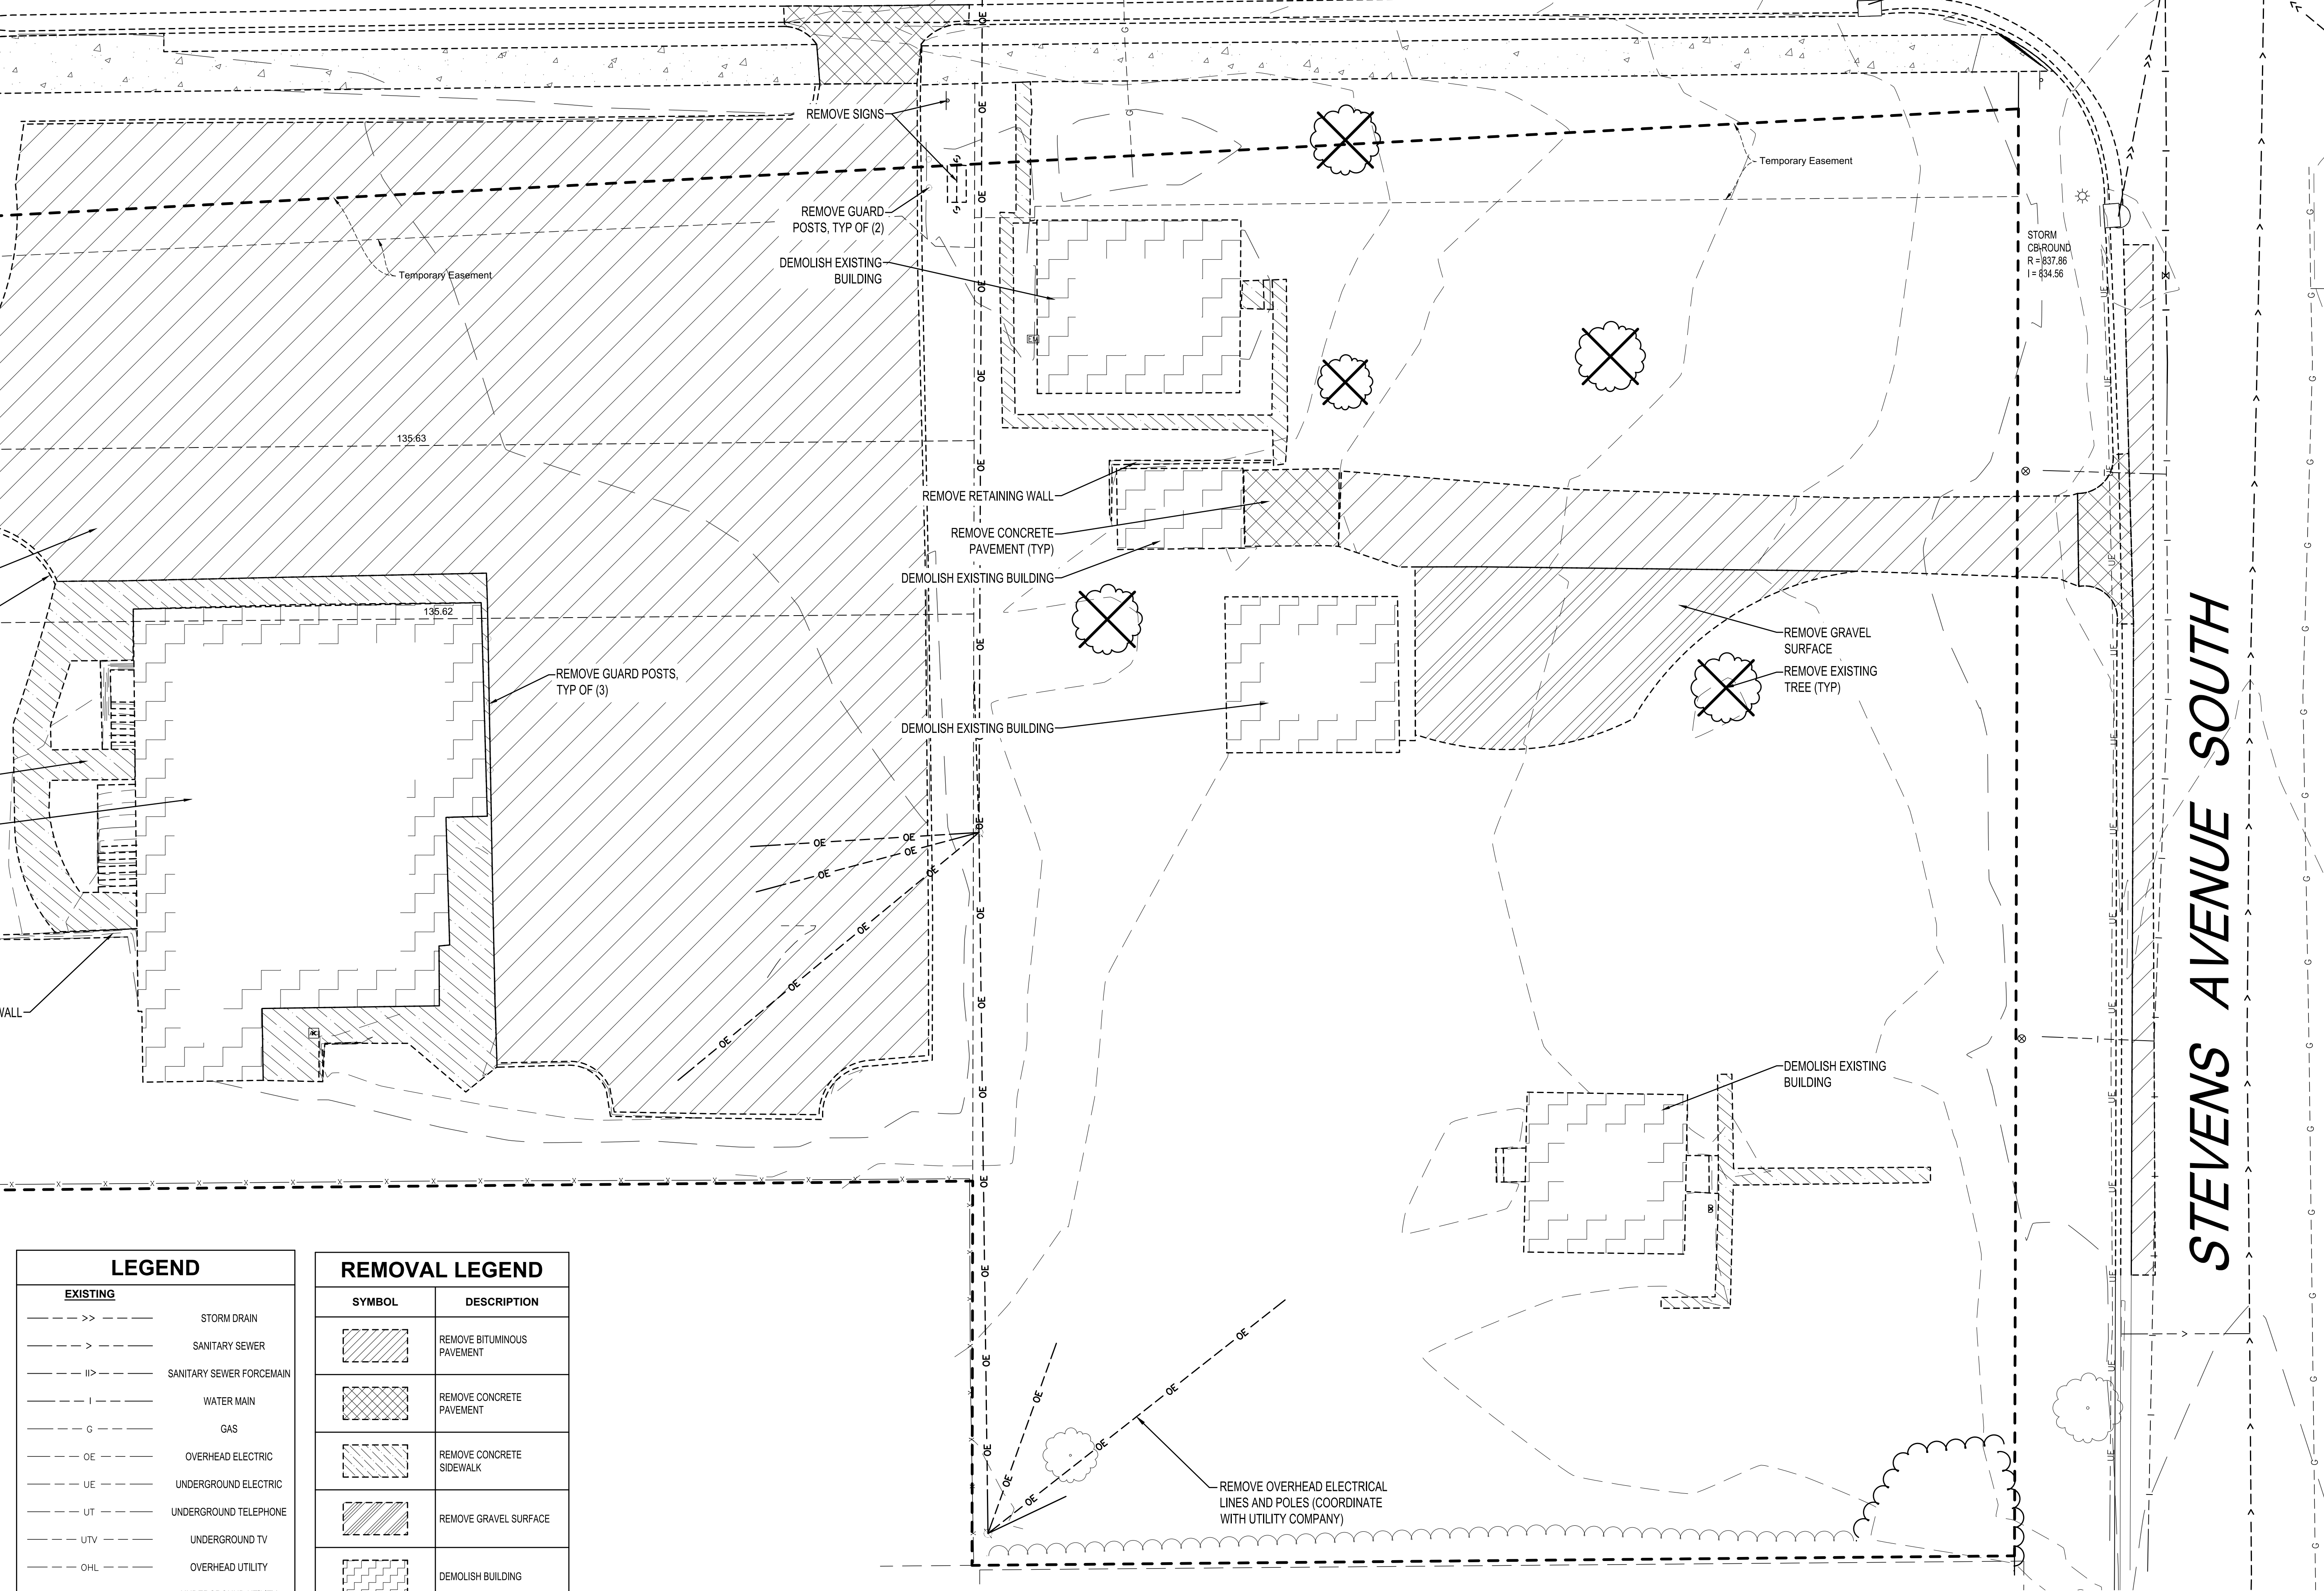 REMOVE SIGNS
Temporary Easement
REMOVE GUARD
POSTS, TYP OF (2)
STORM
CB-ROUND
R = 837.86
I = 834.56
DEMOLISH EXISTING
BUILDING
Temporary Easement
135.63
REMOVE RETAINING WALL
REMOVE CONCRETE
PAVEMENT (TYP)
DEMOLISH EXISTING BUILDING
135.62
REMOVE GRAVEL
SURFACE
REMOVE GUARD POSTS,
TYP OF (3)
REMOVE EXISTING
TREE (TYP)
DEMOLISH EXISTING BUILDING
STEVENS AVENUE SOUTH
WALL
AC
DEMOLISH EXISTING
BUILDING
REMOVE OVERHEAD ELECTRICAL
LINES AND POLES (COORDINATE
WITH UTILITY COMPANY)
LEGEND
EXISTING
>> STORM DRAIN
> SANITARY SEWER
II> SANITARY SEWER FORCEMAIN
I WATER MAIN
G GAS
OE OVERHEAD ELECTRIC
UE UNDERGROUND ELECTRIC
UT UNDERGROUND TELEPHONE
UTV UNDERGROUND TV
OHL OVERHEAD UTILITY
REMOVAL LEGEND
SYMBOL DESCRIPTION
REMOVE BITUMINOUS
PAVEMENT
REMOVE CONCRETE
PAVEMENT
REMOVE CONCRETE
SIDEWALK
REMOVE GRAVEL SURFACE
DEMOLISH BUILDING